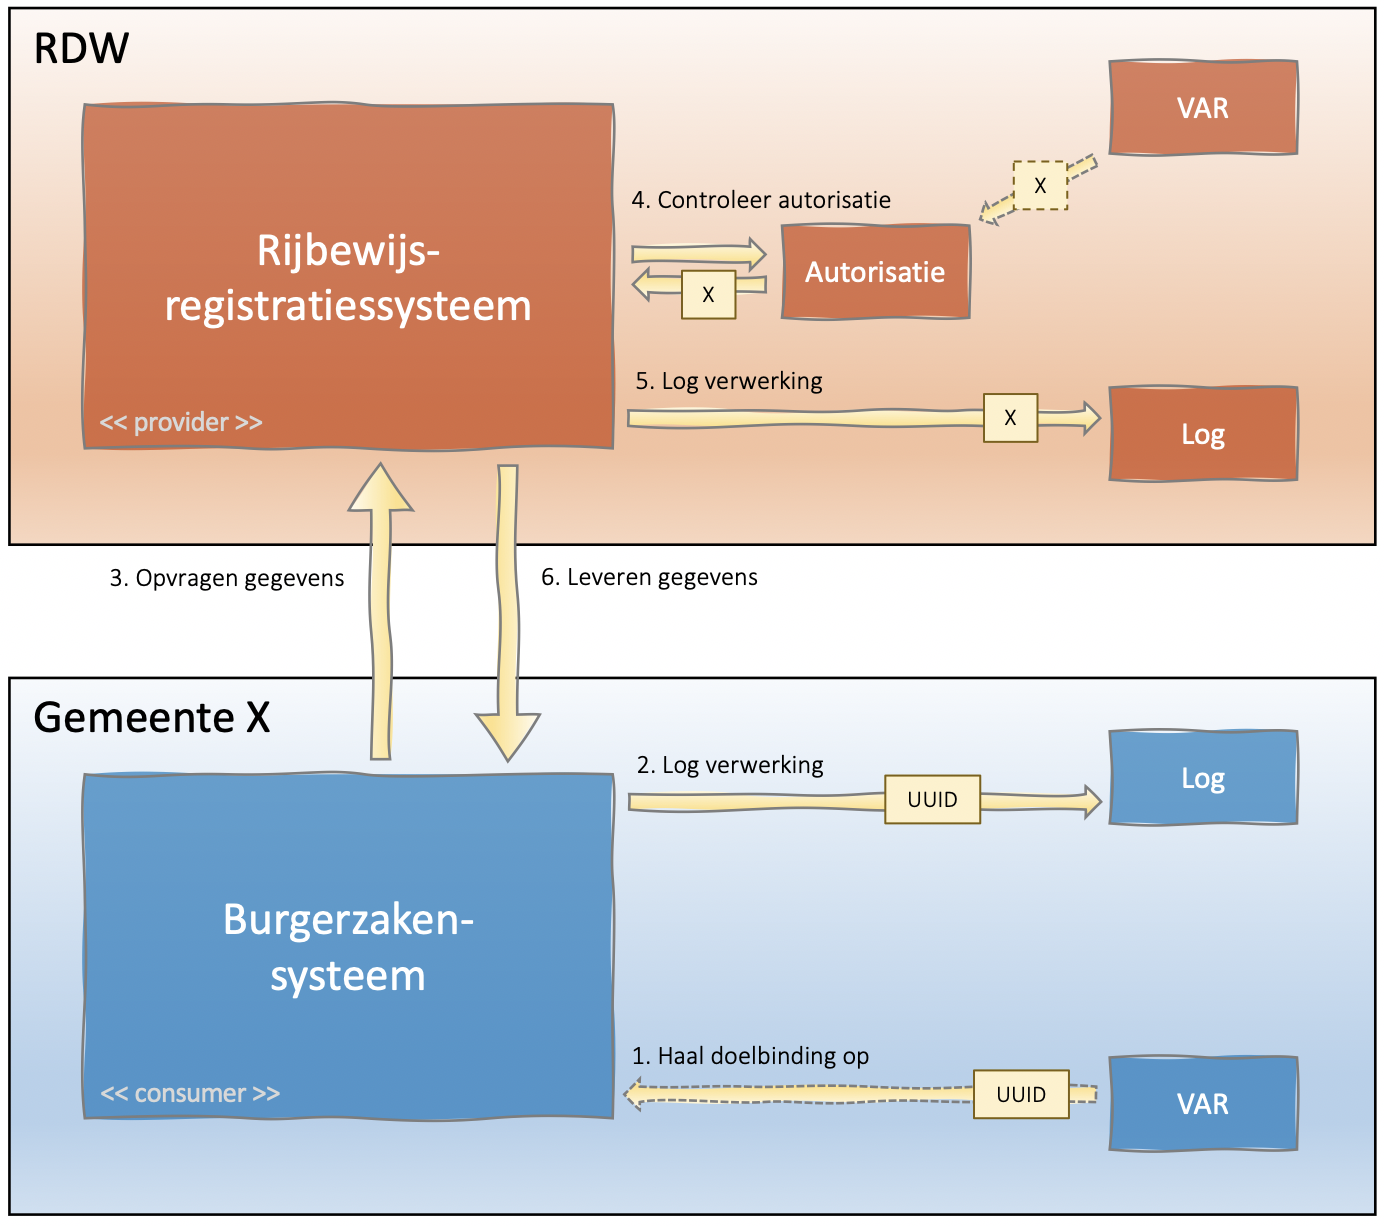 RDW
VAR
X
4. Controleer autorisatie
Rijbewijs-
registratiessysteem
Autorisatie
X
5. Log verwerking
X
Log
<< provider >>
3. Opvragen gegevens
6. Leveren gegevens
Gemeente X
2. Log verwerking
UUID
Log
Burgerzaken-
systeem
1. Haal doelbinding op
UUID
VAR
<< consumer >>